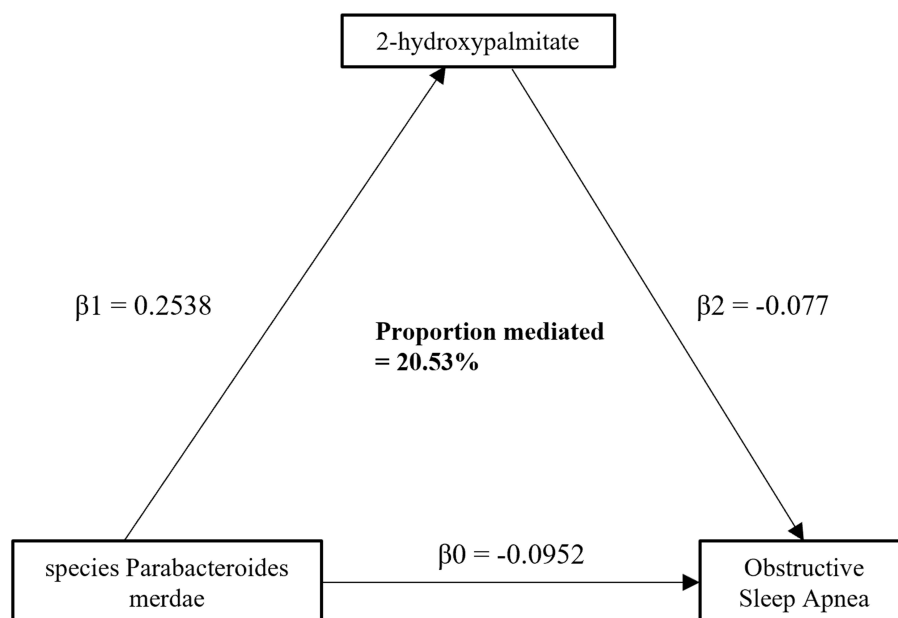 2-hydroxypalmitate
β1 = 0.2538
β2 = -0.077
Proportion mediated
= 20.53%
β0 = -0.0952
species Parabacteroides
merdae
Obstructive
Sleep Apnea